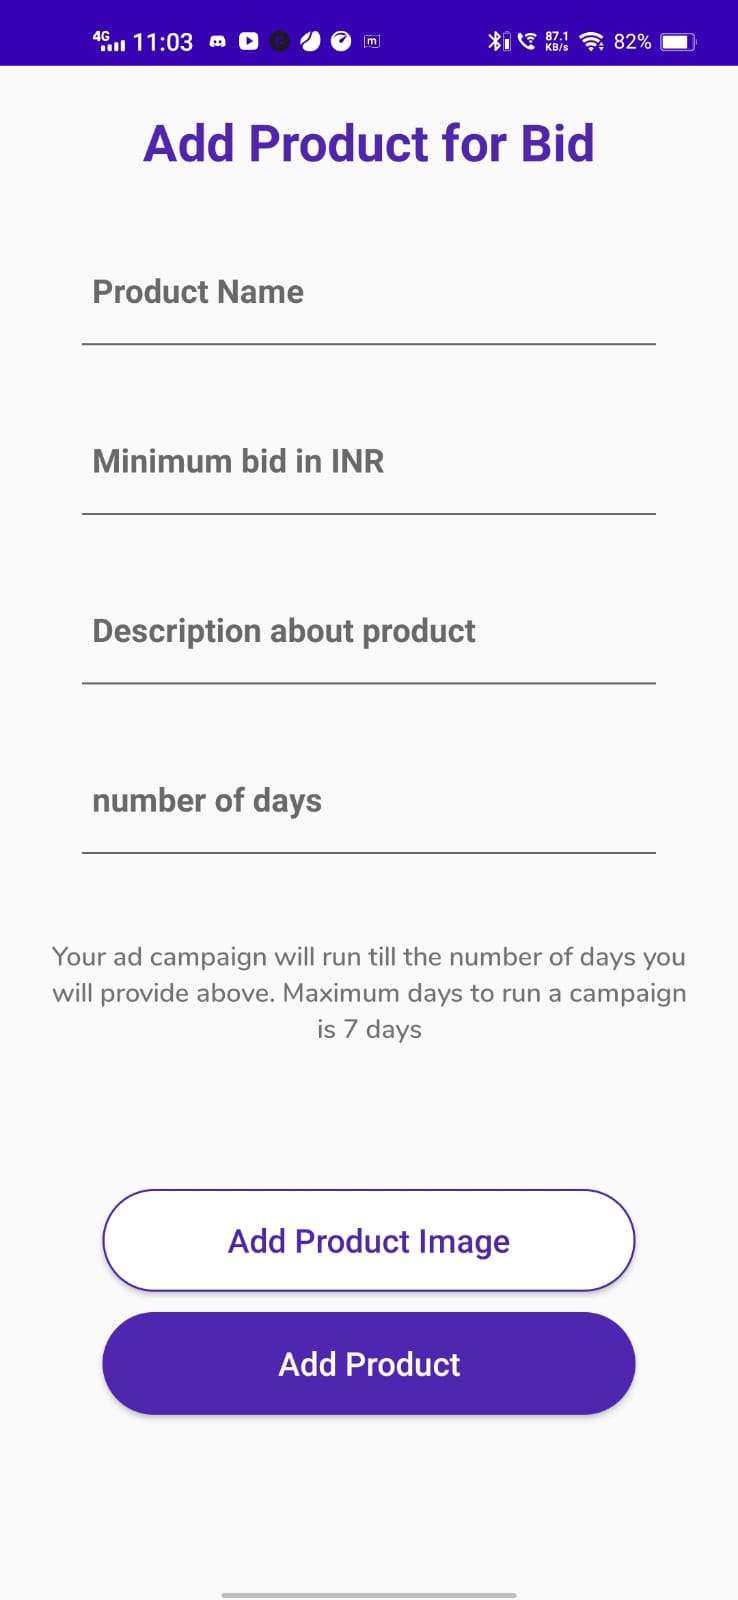 4G 11:03 m 87.1 KB/s 82%
Add Product for Bid
Product Name
Minimum bid in INR
Description about product
number of days
Your ad campaign will run till the number of days you
will provide above. Maximum days to run a campaign
is 7 days
Add Product Image
Add Product